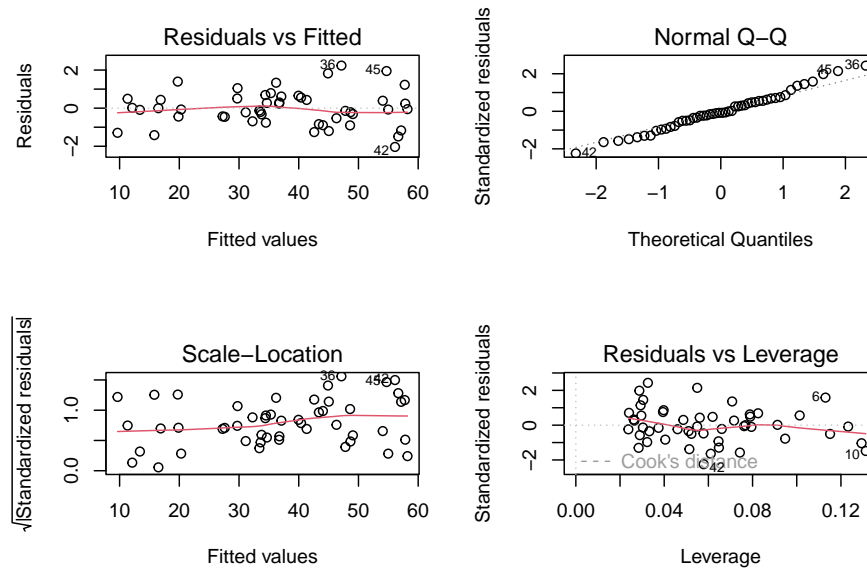 Residuals vs Fitted
Residuals
2
0
−2
36
45
42
10 20 30 40 50 60
Fitted values
Normal Q−Q
Standardized residuals
2
0
−2
45
36
42
−2 −1 0 1 2
Theoretical Quantiles
Scale−Location
√|Standardized residuals|
1.0
0.0
36
45
42
10 20 30 40 50 60
Fitted values
Residuals vs Leverage
Standardized residuals
2
0
−2
6
10
42
Cook's distance
0.00 0.04 0.08 0.12
Leverage